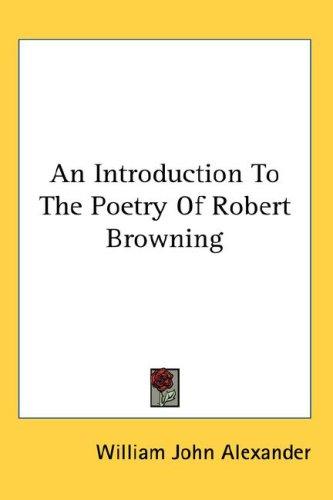 An Introduction To
The Poetry Of Robert
Browning
William John Alexander